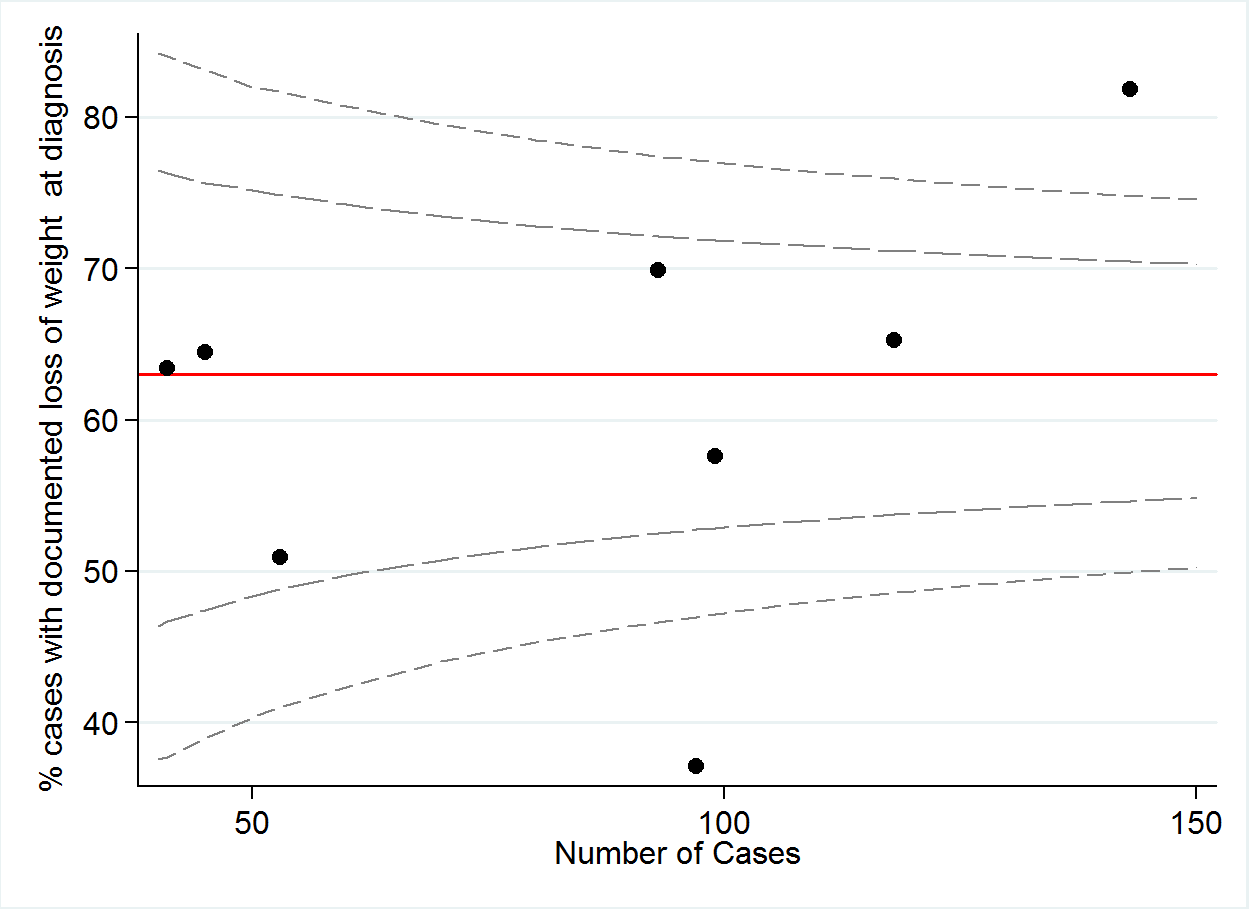 % cases with documented loss of weight  at diagnosis
80
70
60
50
40
50 100 150
Number of Cases